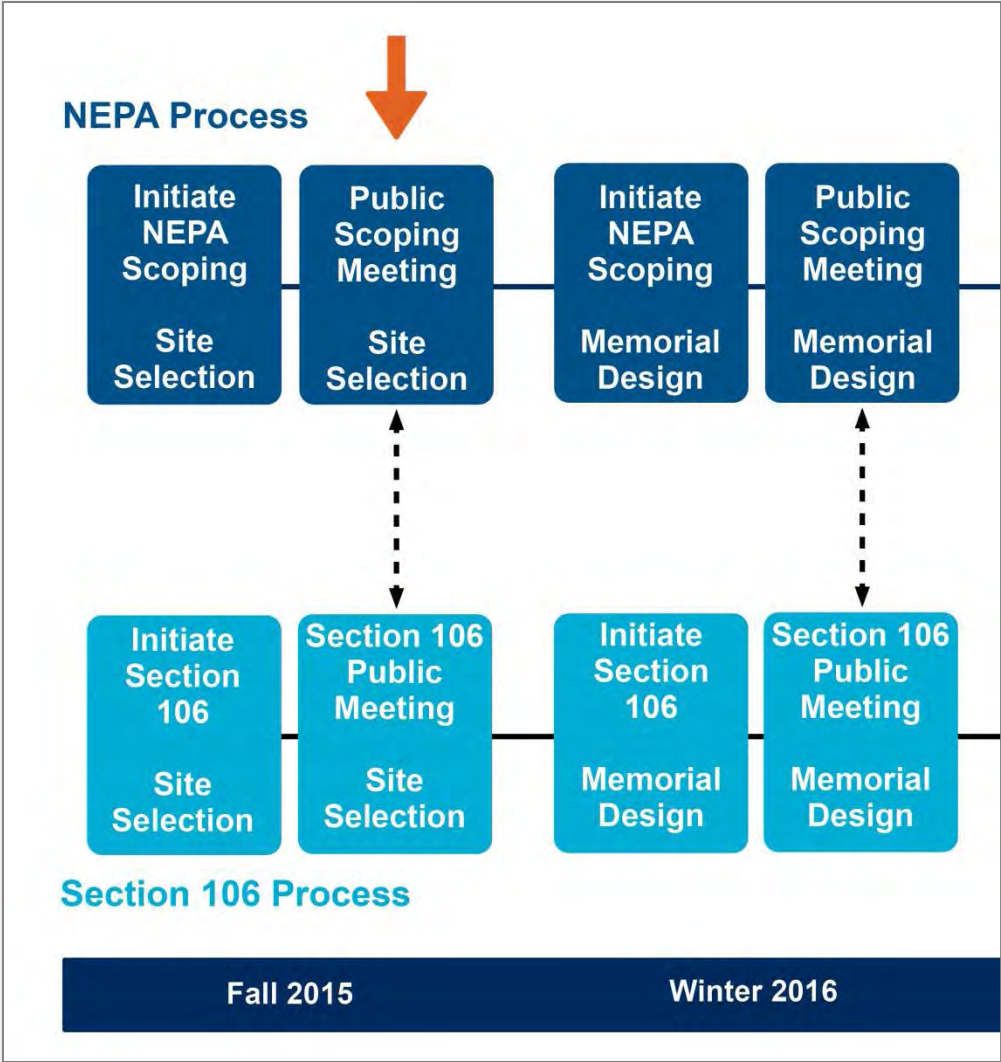 NEPA Process
Initiate
NEPA
Scoping
Site
Selection
Public
Scoping
Meeting
Site
Selection
Initiate
NEPA
Scoping
Memorial
Design
Public
Scoping
Meeting
Memorial
Design
Initiate
Section
106
Site
Selection
Section 106
Public
Meeting
Site
Selection
Initiate
Section
106
Memorial
Design
Section 106
Public
Meeting
Memorial
Design
Section 106 Process
Fall 2015
Winter 2016